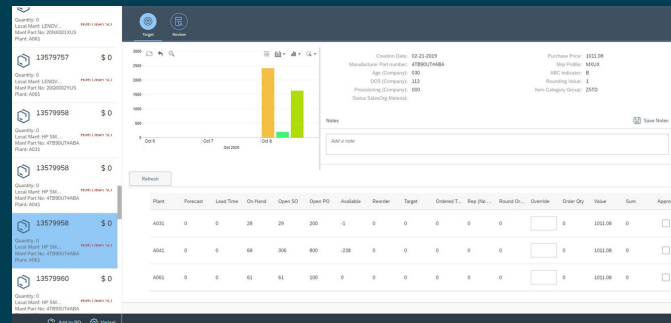 Quantity: 0
Local Manf: LENOV...
Manf Part No: 20NX001XUS
Plant: A061
13579757 $ 0
Quantity: 0
Local Manf: LENOV...
Manf Part No: 20Q0002YUS
Plant: A061
13579958 $ 0
Quantity: 0
Local Manf: HP SM...
Manf Part No: 4TB90UT#ABA
Plant: A031
13579958 $ 0
Quantity: 0
Local Manf: HP SM...
Manf Part No: 4TB90UT#ABA
Plant: A041
13579958 $ 0
Quantity: 0
Local Manf: HP SM...
Manf Part No: 4TB90UT#ABA
Plant: A061
13579960 $ 0
Quantity: 0
Local Manf: HP SM...
Manf Part No: 4TB93UT#ABA
Add to PO Variant
Target Review
3000
2500
2000
1500
1000
500
0
Oct 6 Oct 7 Oct 8
Oct 2020
Creation Date: 02-21-2019
Manufacturer Part number: 4TB90UT#ABA
Age (Company): 030
DOS (Company): 113
Provisioning (Company): 000
Status SalesOrg Material:
Purchase Price: 1011.08
Mrp Profile: MXUX
ABC Indicator: B
Rounding Value: 1
Item Category Group: ZSTO
Notes Save Notes
Add a note
Refresh
Plant Forecast Lead Time On Hand Open SO Open PO Available Reorder Target Ordered T... Rep (No ... Round Or... Override Order Qty Value Sum Appro
A031 0 0 28 29 200 -1 0 0 0 0 0 0 1011.08 0
A041 0 0 68 306 800 -238 0 0 0 0 0 0 1011.08 0
A061 0 0 61 61 100 0 0 0 0 0 0 0 1011.08 0